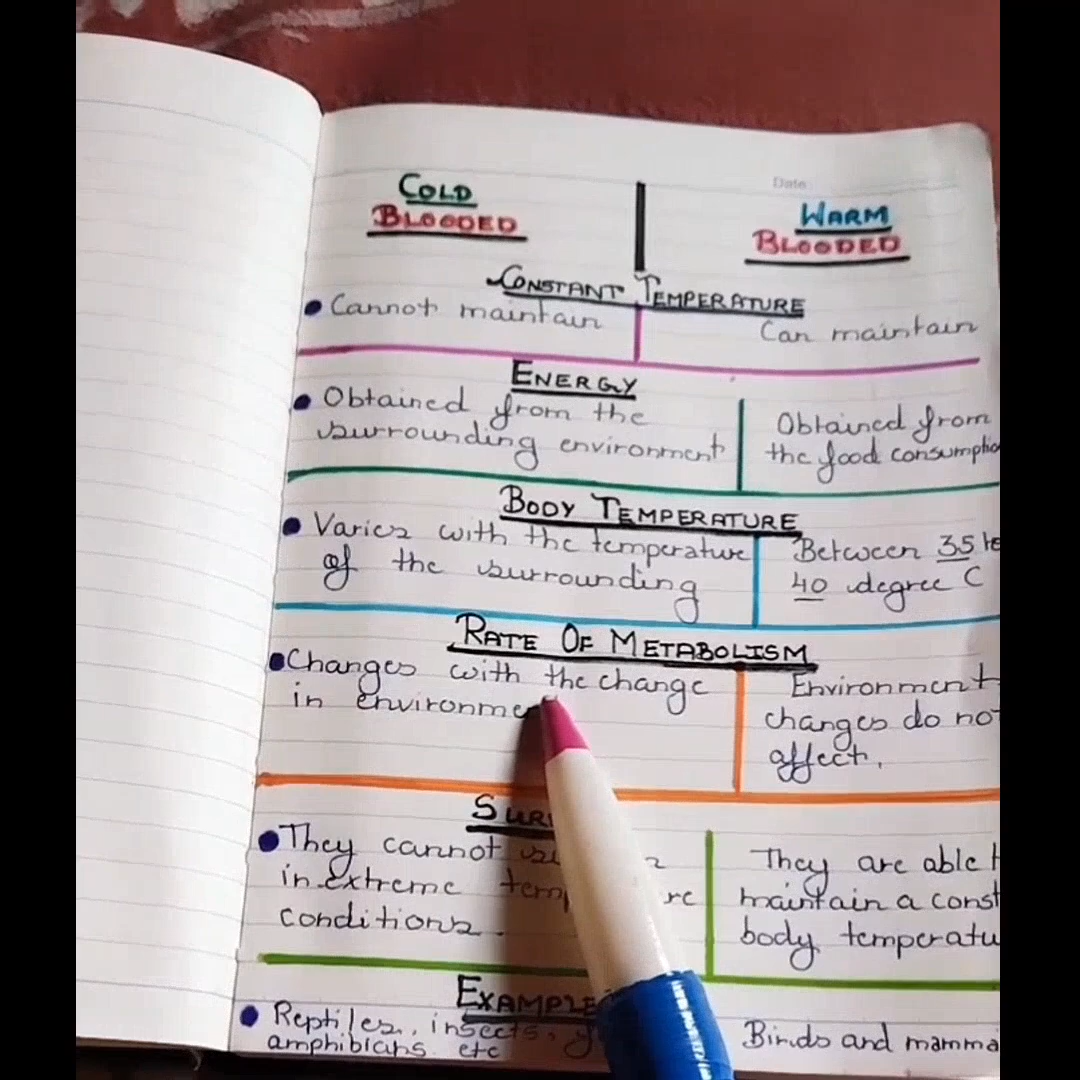 Date
COLD
BLOODED
WARM
BLOODED
CONSTANT TEMPERATURE
Cannot maintain
Can maintain
ENERGY
Obtained from the
surrounding environment
Obtained from
the food consumptio
BODY TEMPERATURE
Varies with the temperature
of the surrounding
Between 35 to
40 degree C
RATE OF METABOLISM
Changes with the change
in environme
Environment
changes do no
affect.
SUR
They cannot
in extreme
conditions.
They are able
maintain a const
body temperatu
EXAMPLE
Reptiles, insects,
amphibians etc
Birds and mamma